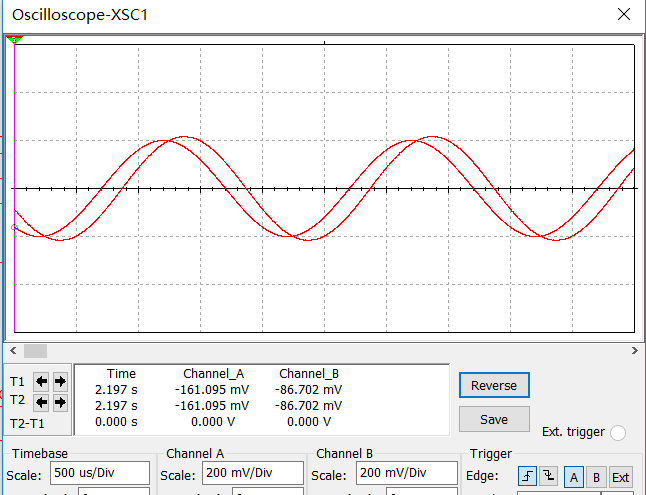 Oscilloscope-XSC1
T1
T2
T2-T1
Time Channel_A Channel_B
2.197 s -161.095 mV -86.702 mV
2.197 s -161.095 mV -86.702 mV
0.000 s 0.000 V 0.000 V
Reverse
Save
Ext. trigger
Timebase
Scale: 500 us/Div
Channel A
Scale: 200 mV/Div
Channel B
Scale: 200 mV/Div
Trigger
Edge: A B Ext